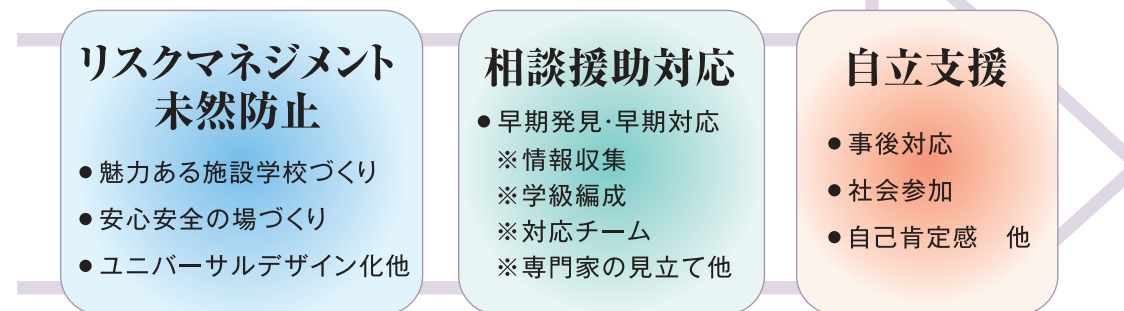 リスクマネジメント
未然防止
●魅力ある施設学校づくり
●安心安全の場づくり
●ユニバーサルデザイン化他
相談援助対応
●早期発見・早期対応
※情報収集
※学級編成
※対応チーム
※専門家の見立て他
自立支援
●事後対応
●社会参加
●自己肯定感　他